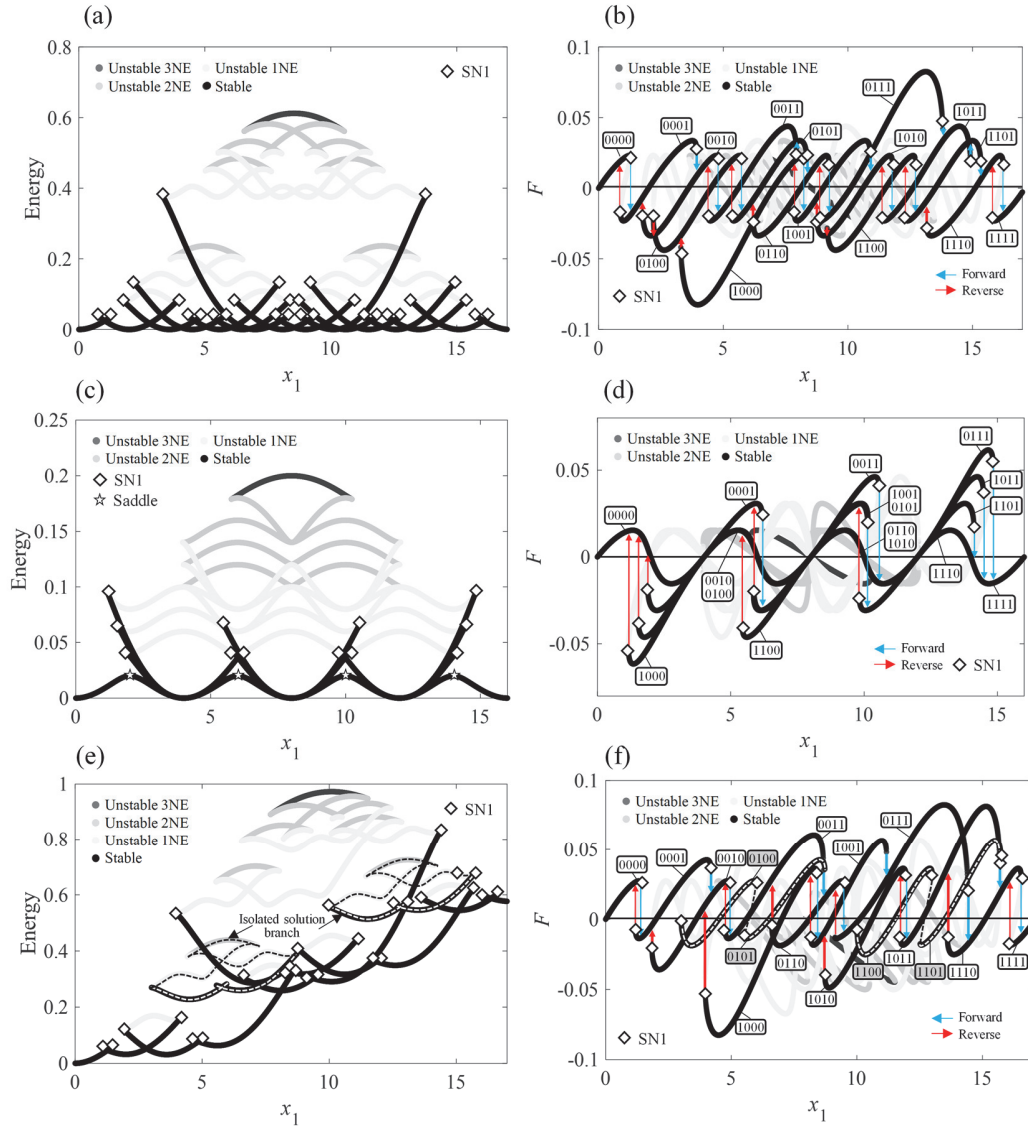 (a)
0.8
0.6
0.4
0.2
0
Energy
Unstable 3NE
Unstable 1NE
Unstable 2NE
Stable
SN1
0
5
10
15
x1
(b)
0.1
0.05
0
-0.05
-0.1
F
Unstable 3NE
Unstable 1NE
Unstable 2NE
Stable
0000
0001
0010
0011
0101
1010
0111
1011
1101
0100
1000
0110
1001
1100
1110
1111
SN1
Forward
Reverse
0
5
10
15
x1
(c)
0.25
0.2
0.15
0.1
0.05
0
Energy
Unstable 3NE
Unstable 1NE
Unstable 2NE
Stable
SN1
Saddle
0
5
10
15
x1
(d)
0.05
0
-0.05
F
Unstable 3NE
Unstable 1NE
Unstable 2NE
Stable
0000
0001
0011
1001
0101
0111
1011
1101
0010
0100
0110
1010
1110
1111
1100
1000
Forward
Reverse
SN1
0
5
10
15
x1
(e)
1
0.8
0.6
0.4
0.2
0
Energy
Unstable 3NE
Unstable 2NE
Unstable 1NE
Stable
SN1
Isolated solution
branch
0
5
10
15
x1
(f)
0.1
0.05
0
-0.05
-0.1
F
Unstable 3NE
Unstable 1NE
Unstable 2NE
Stable
0000
0001
0010
0100
0011
1001
0111
0101
0110
1100
1011
1101
1110
1111
1010
1000
SN1
Forward
Reverse
0
5
10
15
x1